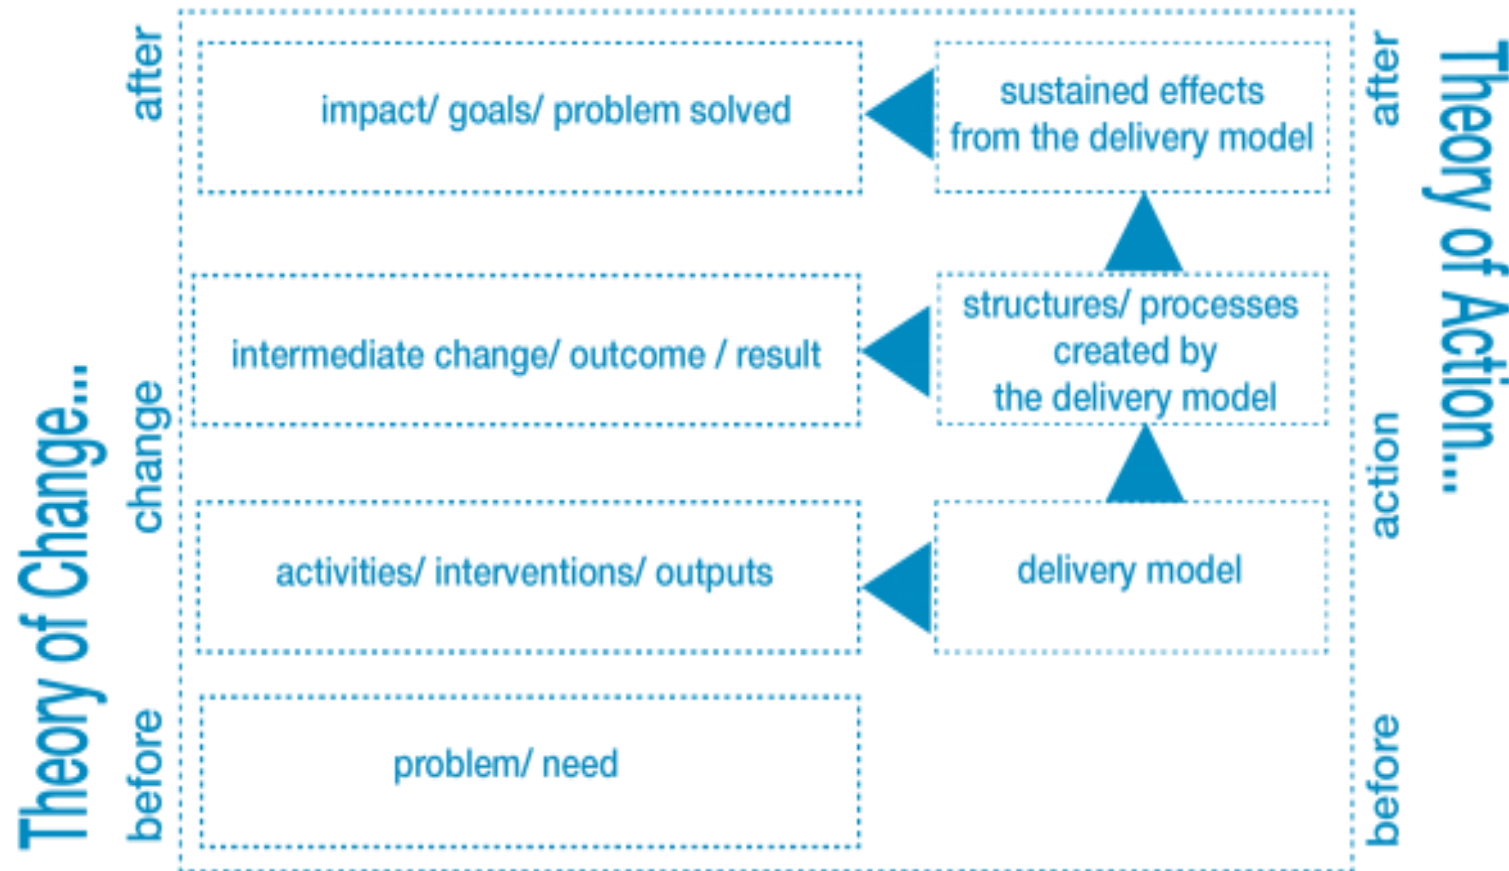 Theory of Change...
after
change
before
impact/ goals/ problem solved
sustained effects
from the delivery model
intermediate change/ outcome / result
structures/ processes
created by
the delivery model
activities/ interventions/ outputs
delivery model
problem/ need
after
action
before
Theory of Action...